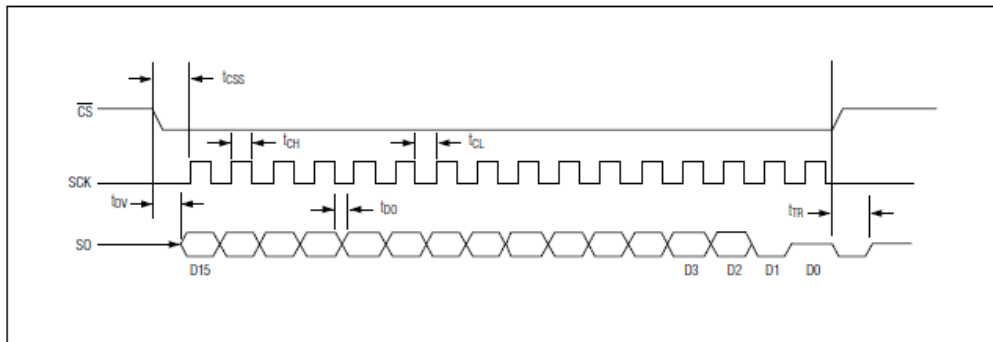 tCSS
CS
tCH
tCL
SCK
tDV
tDO
tTR
SO
D15
D3
D2
D1
D0